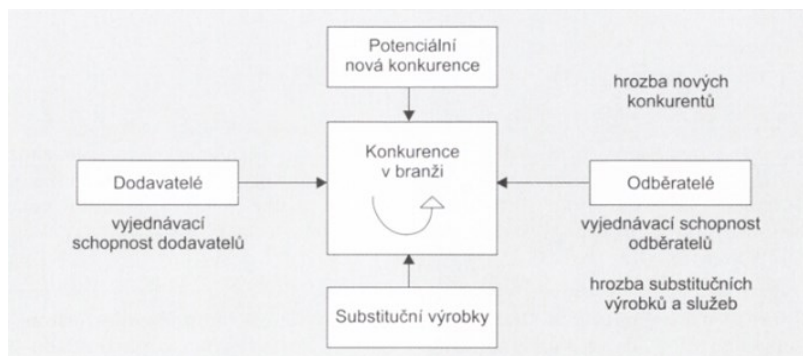 Potenciální
nová konkurence
hrozba nových
konkurentů
Konkurence
v branži
Dodavatelé
Odběratelé
vyjednávací
schopnost dodavatelů
vyjednávací schopnost
odběratelů
hrozba substitučních
výrobků a služeb
Substituční výrobky